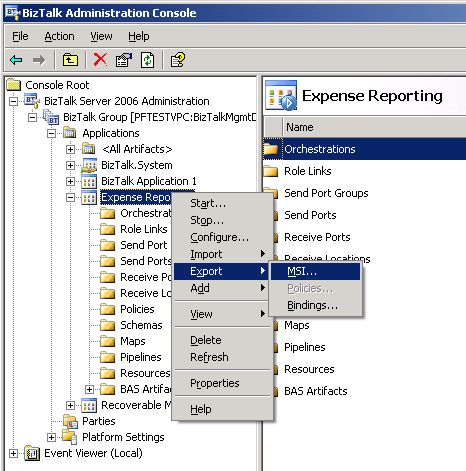 BizTalk Administration Console
File Action View Help
Console Root
BizTalk Server 2006 Administration
BizTalk Group [PFTESTVPC:BizTalkMgmtD
Applications
<All Artifacts>
BizTalk.System
BizTalk Application 1
Expense Repo
Orchestra
Role Links
Send Port
Send Ports
Receive Po
Receive Lo
Policies
Schemas
Maps
Pipelines
Resources
BAS Artifac
Recoverable M
Parties
Platform Settings
Event Viewer (Local)
Start...
Stop...
Configure...
Import
Export
Add
View
Delete
Refresh
Properties
Help
MSI...
Policies...
Bindings...
Expense Reporting
Name
Orchestrations
Role Links
Send Port Groups
Send Ports
Receive Ports
Receive Locations
Maps
Pipelines
Resources
BAS Artifacts